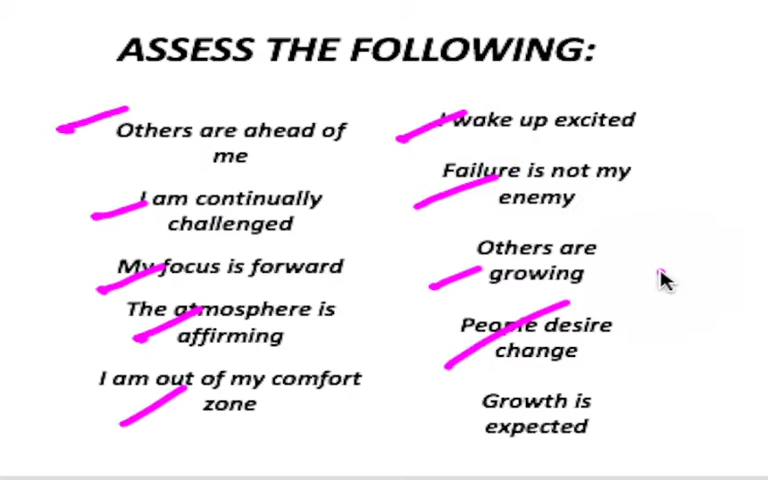 ASSESS THE FOLLOWING:
Others are ahead of
me
I am continually
challenged
My focus is forward
The atmosphere is
affirming
I am out of my comfort
zone
I wake up excited
Failure is not my
enemy
Others are
growing
People desire
change
Growth is
expected